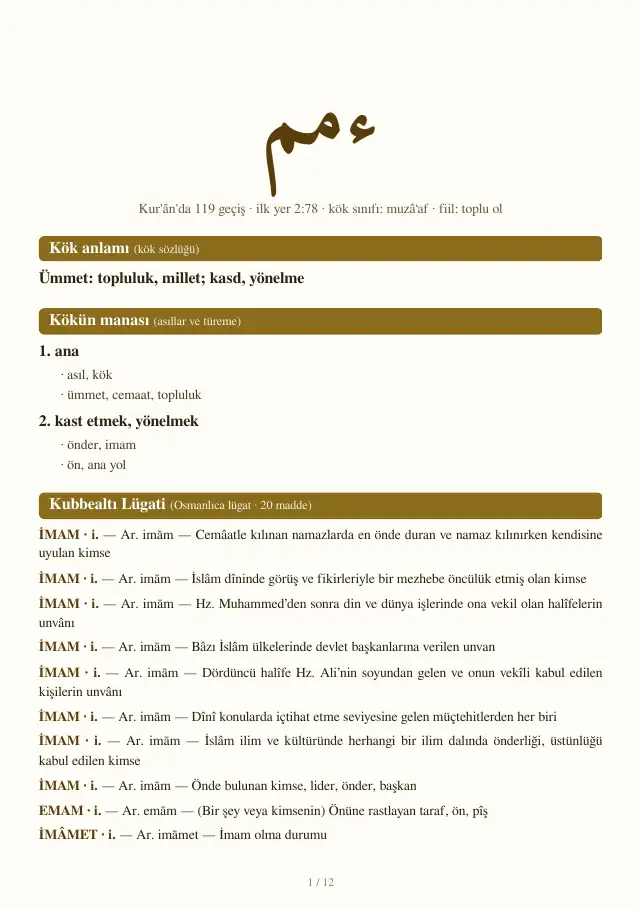 ءمم
Kur'ân'da 119 geçiş · ilk yer 2:78 · kök sınıfı: muzâ'af · fiil: toplu ol
Kök anlamı (kök sözlüğü)
Ümmet: topluluk, millet; kasd, yönelme
Kökün manası (asıllar ve türeme)
1. ana
· asıl, kök
· ümmet, cemaat, topluluk
2. kast etmek, yönelmek
· önder, imam
· ön, ana yol
Kubbealtı Lügati (Osmanlıca lügat · 20 madde)
İMAM · i. — Ar. imām — Cemâatle kılınan namazlarda en önde duran ve namaz kılınırken kendisine
uyulan kimse
İMAM · i. — Ar. imām — İslâm dîninde görüş ve fikirleriyle bir mezhebe öncülük etmiş olan kimse
İMAM · i. — Ar. imām — Hz. Muhammed’den sonra din ve dünya işlerinde ona vekil olan halîfelerin
unvânı
İMAM · i. — Ar. imām — Bâzı İslâm ülkelerinde devlet başkanlarına verilen unvan
İMAM · i. — Ar. imām — Dördüncü halîfe Hz. Ali’nin soyundan gelen ve onun vekîli kabul edilen
kişilerin unvânı
İMAM · i. — Ar. imām — Dînî konularda içtihat etme seviyesine gelen müçtehitlerden her biri
İMAM · i. — Ar. imām — İslâm ilim ve kültüründe herhangi bir ilim dalında önderliği, üstünlüğü
kabul edilen kimse
İMAM · i. — Ar. imām — Önde bulunan kimse, lider, önder, başkan
EMAM · i. — Ar. emām — (Bir şey veya kimsenin) Önüne rastlayan taraf, ön, pîş
İMÂMET · i. — Ar. imāmet — İmam olma durumu
1 / 12